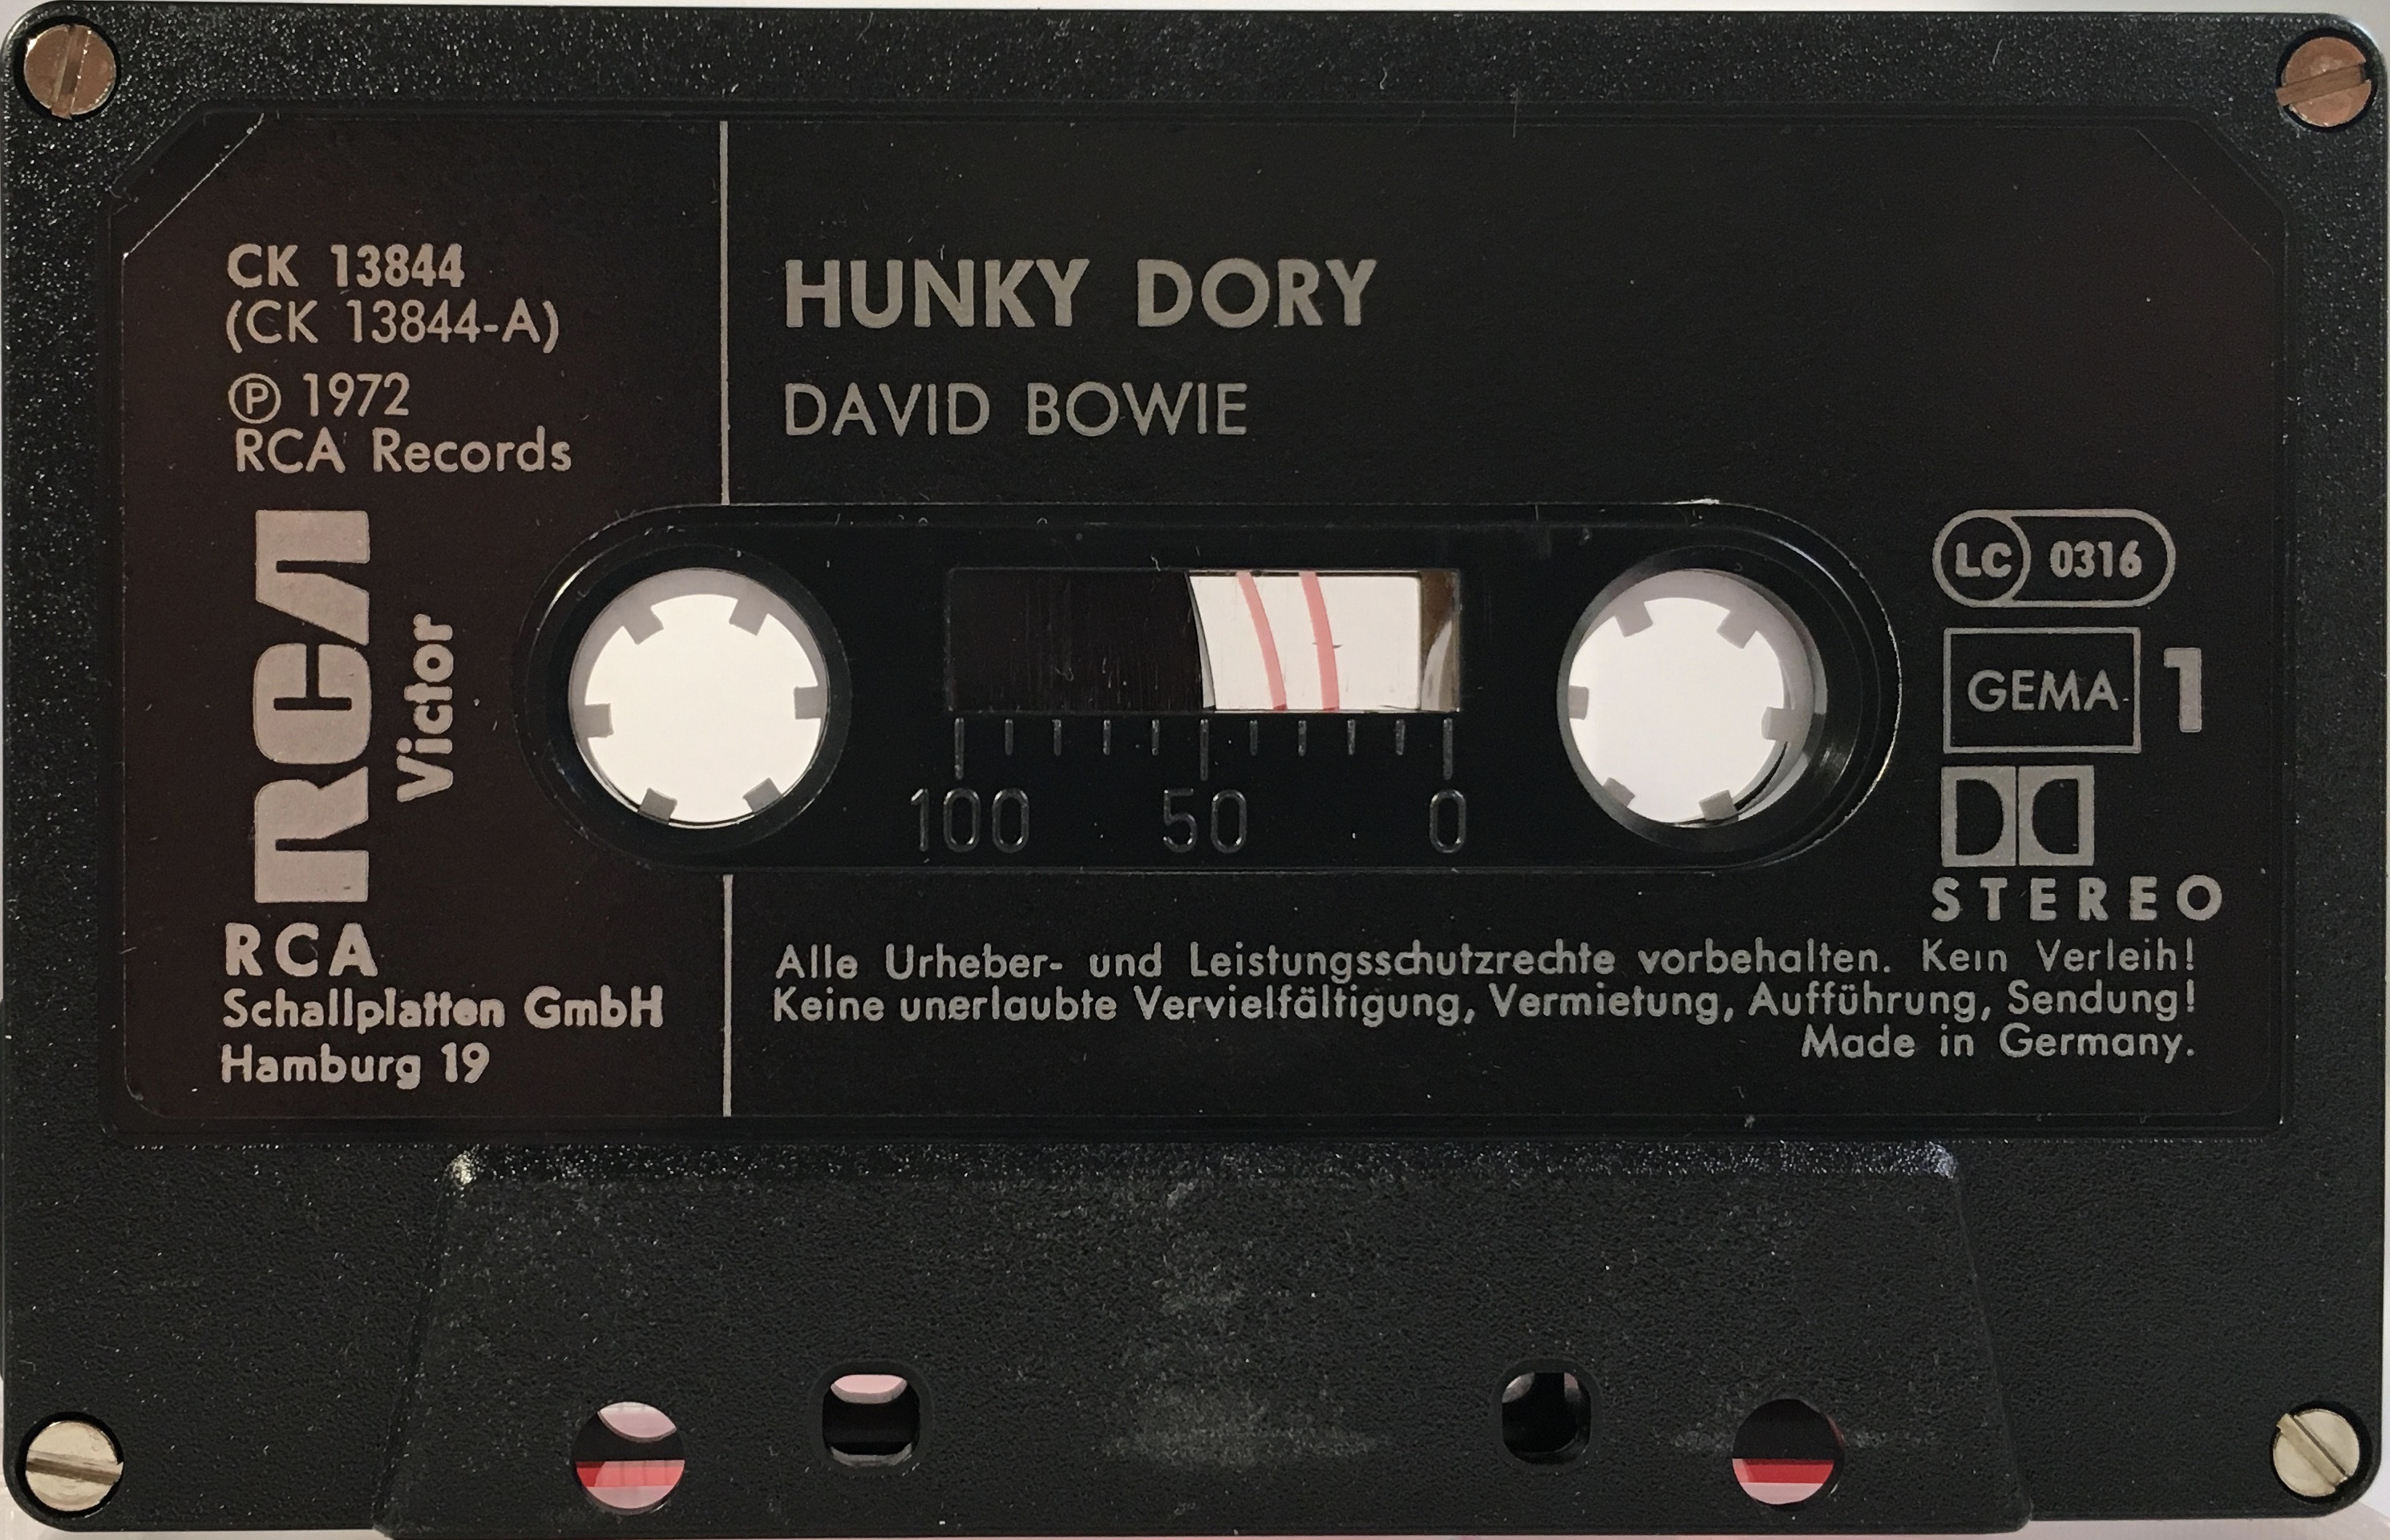 CK 13844
(CK 13844-A)
℗ 1972
RCA Records
RCA
Victor
RCA
Schallplatten GmbH
Hamburg 19
HUNKY DORY
DAVID BOWIE
100 50 0
LC 0316
GEMA 1
STEREO
Alle Urheber- und Leistungsschutzrechte vorbehalten. Kein Verleih!
Keine unerlaubte Vervielfältigung, Vermietung, Aufführung, Sendung!
Made in Germany.